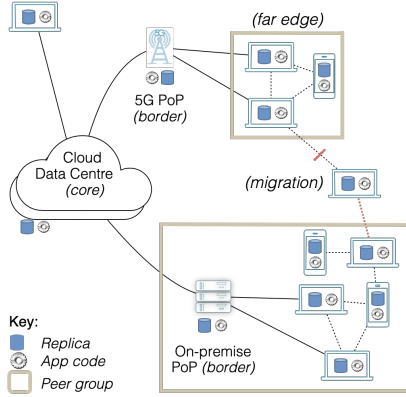 (far edge)
5G PoP
(border)
Cloud
Data Centre
(core)
(migration)
On-premise
PoP (border)
Key:
Replica
App code
Peer group